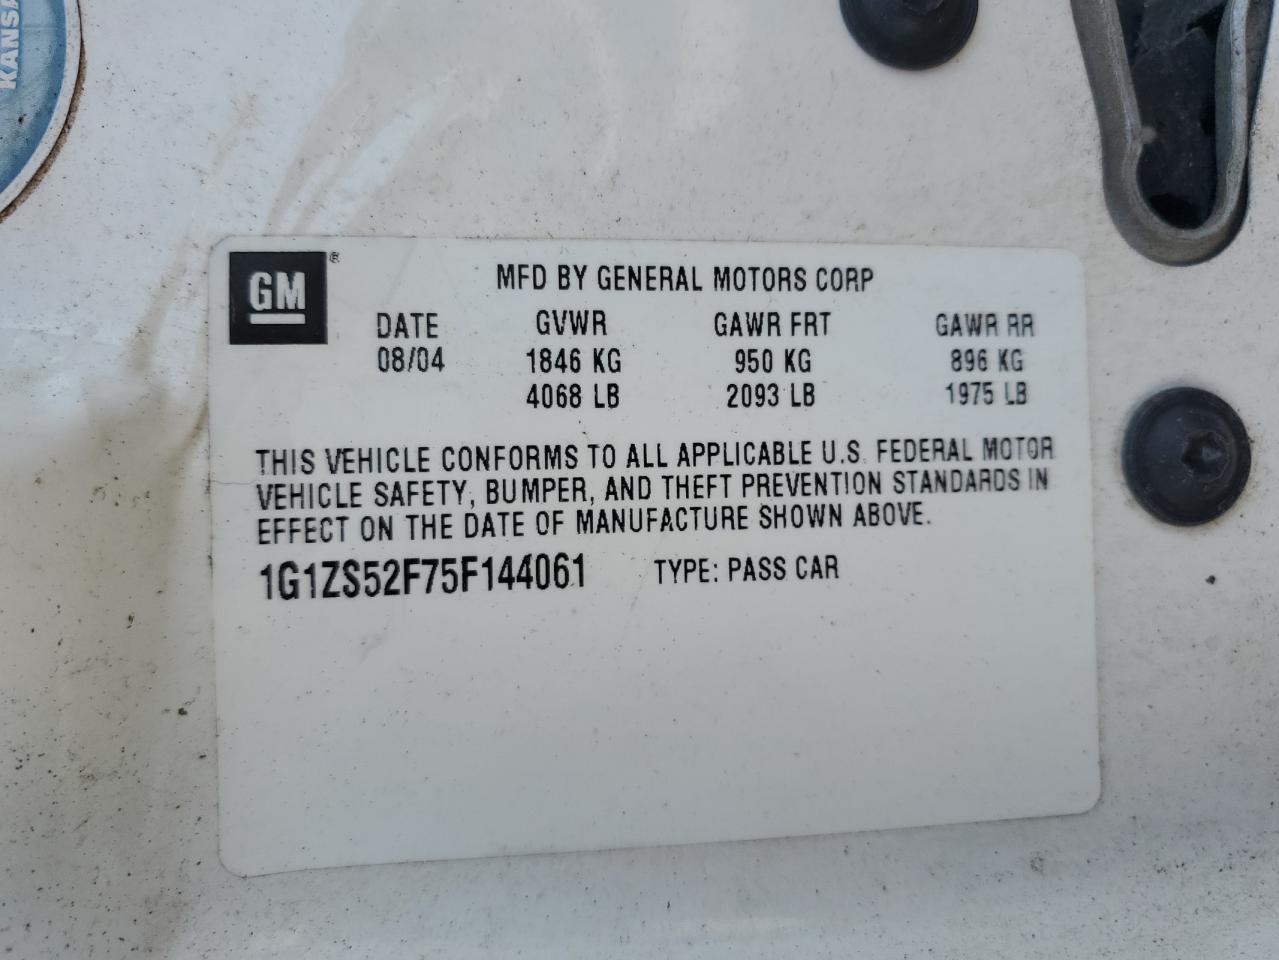 KANSA
GM®
MFD BY GENERAL MOTORS CORP
DATE GVWR GAWR FRT GAWR RR
08/04 1846 KG 950 KG 896 KG
4068 LB 2093 LB 1975 LB
THIS VEHICLE CONFORMS TO ALL APPLICABLE U.S. FEDERAL MOTOR
VEHICLE SAFETY, BUMPER, AND THEFT PREVENTION STANDARDS IN
EFFECT ON THE DATE OF MANUFACTURE SHOWN ABOVE.
1G1ZS52F75F144061 TYPE: PASS CAR